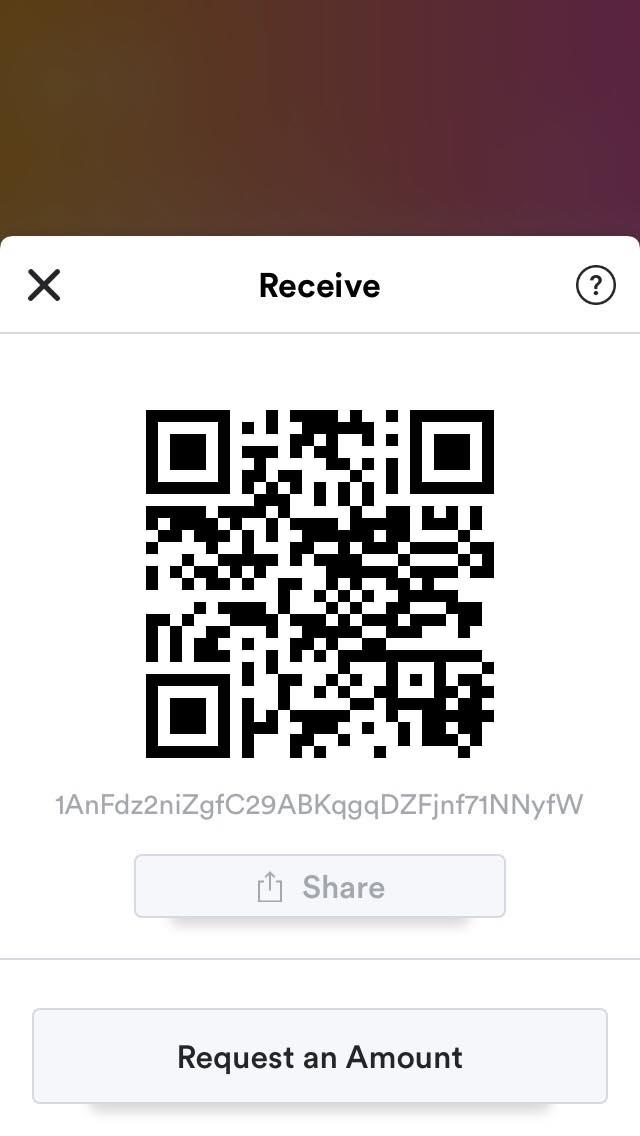 Receive
?
1AnFdz2niZgfC29ABKqgqDZFjnf71NNyfW
Share
Request an Amount